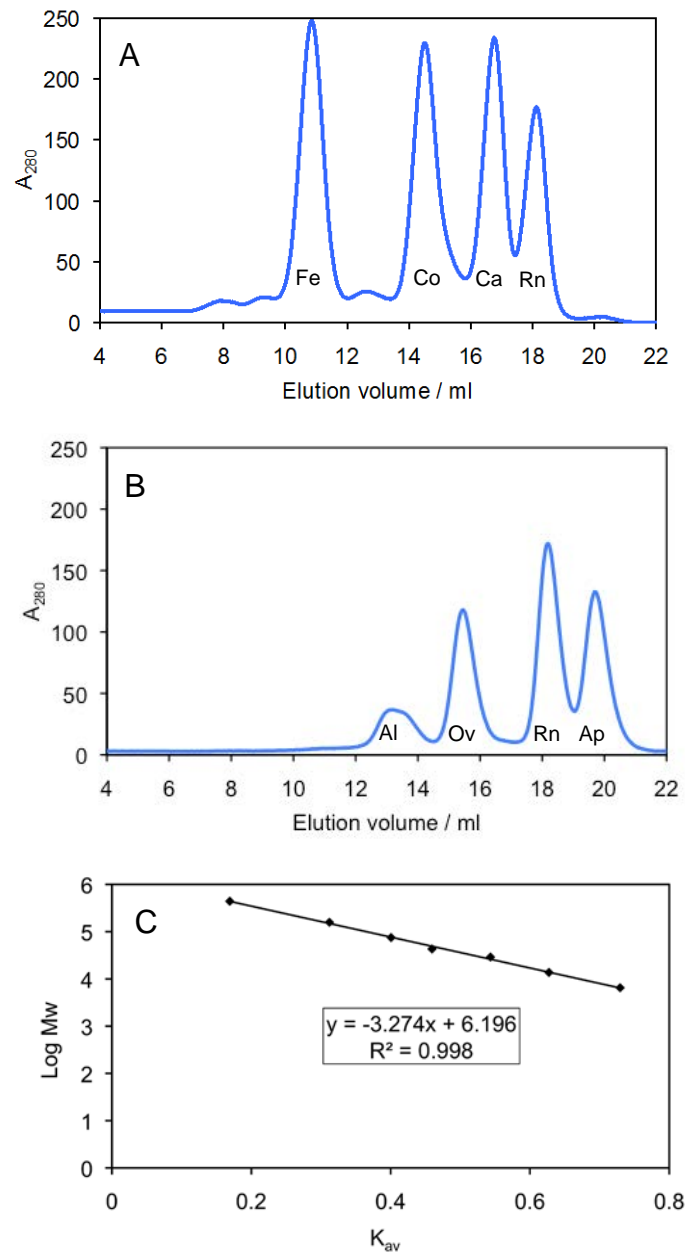 A
250
200
150
100
50
0
A280
Fe
Co
Ca
Rn
4 6 8 10 12 14 16 18 20 22
Elution volume / ml
B
250
200
150
100
50
0
A280
Al
Ov
Rn
Ap
4 6 8 10 12 14 16 18 20 22
Elution volume / ml
C
6
5
4
3
2
1
0
Log Mw
y = -3.274x + 6.196
R² = 0.998
0 0.2 0.4 0.6 0.8
Kav